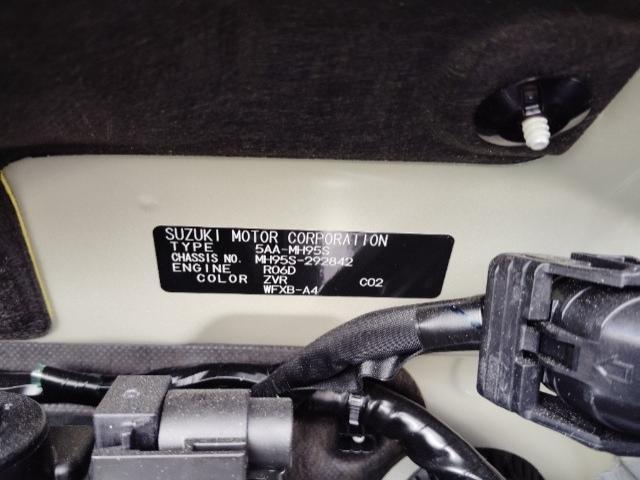 SUZUKI MOTOR CORPORATION
TYPE 5AA-MH95S
CHASSIS NO. MH95S-292842
ENGINE R06D
COLOR ZVR C02
WFXB-A4